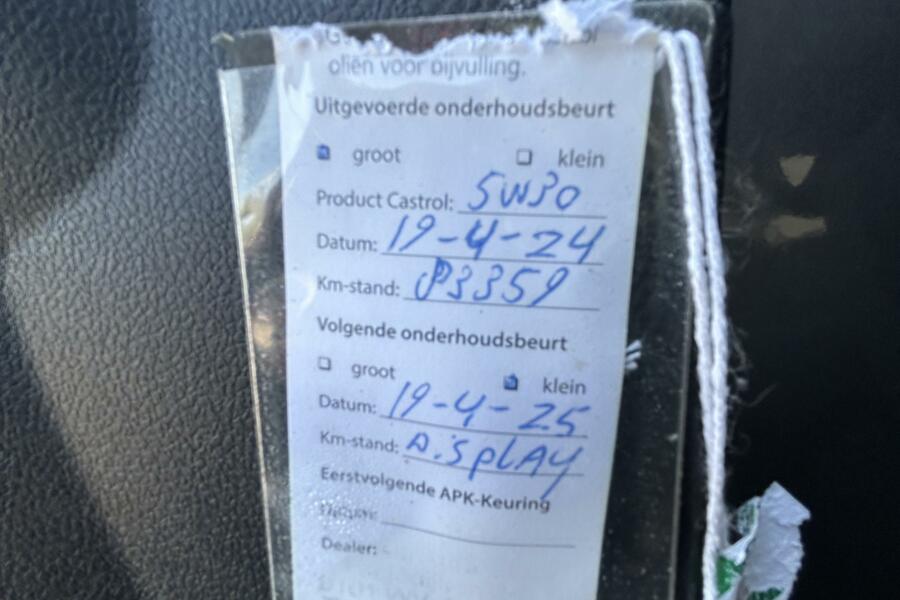 oliën voor bijvulling.
Uitgevoerde onderhoudsbeurt
groot klein
Product Castrol: 5W30
Datum: 19-4-24
Km-stand: 83359
Volgende onderhoudsbeurt
groot klein
Datum: 19-4-25
Km-stand: DiSPLAY
Eerstvolgende APK-Keuring
Datum:
Dealer: